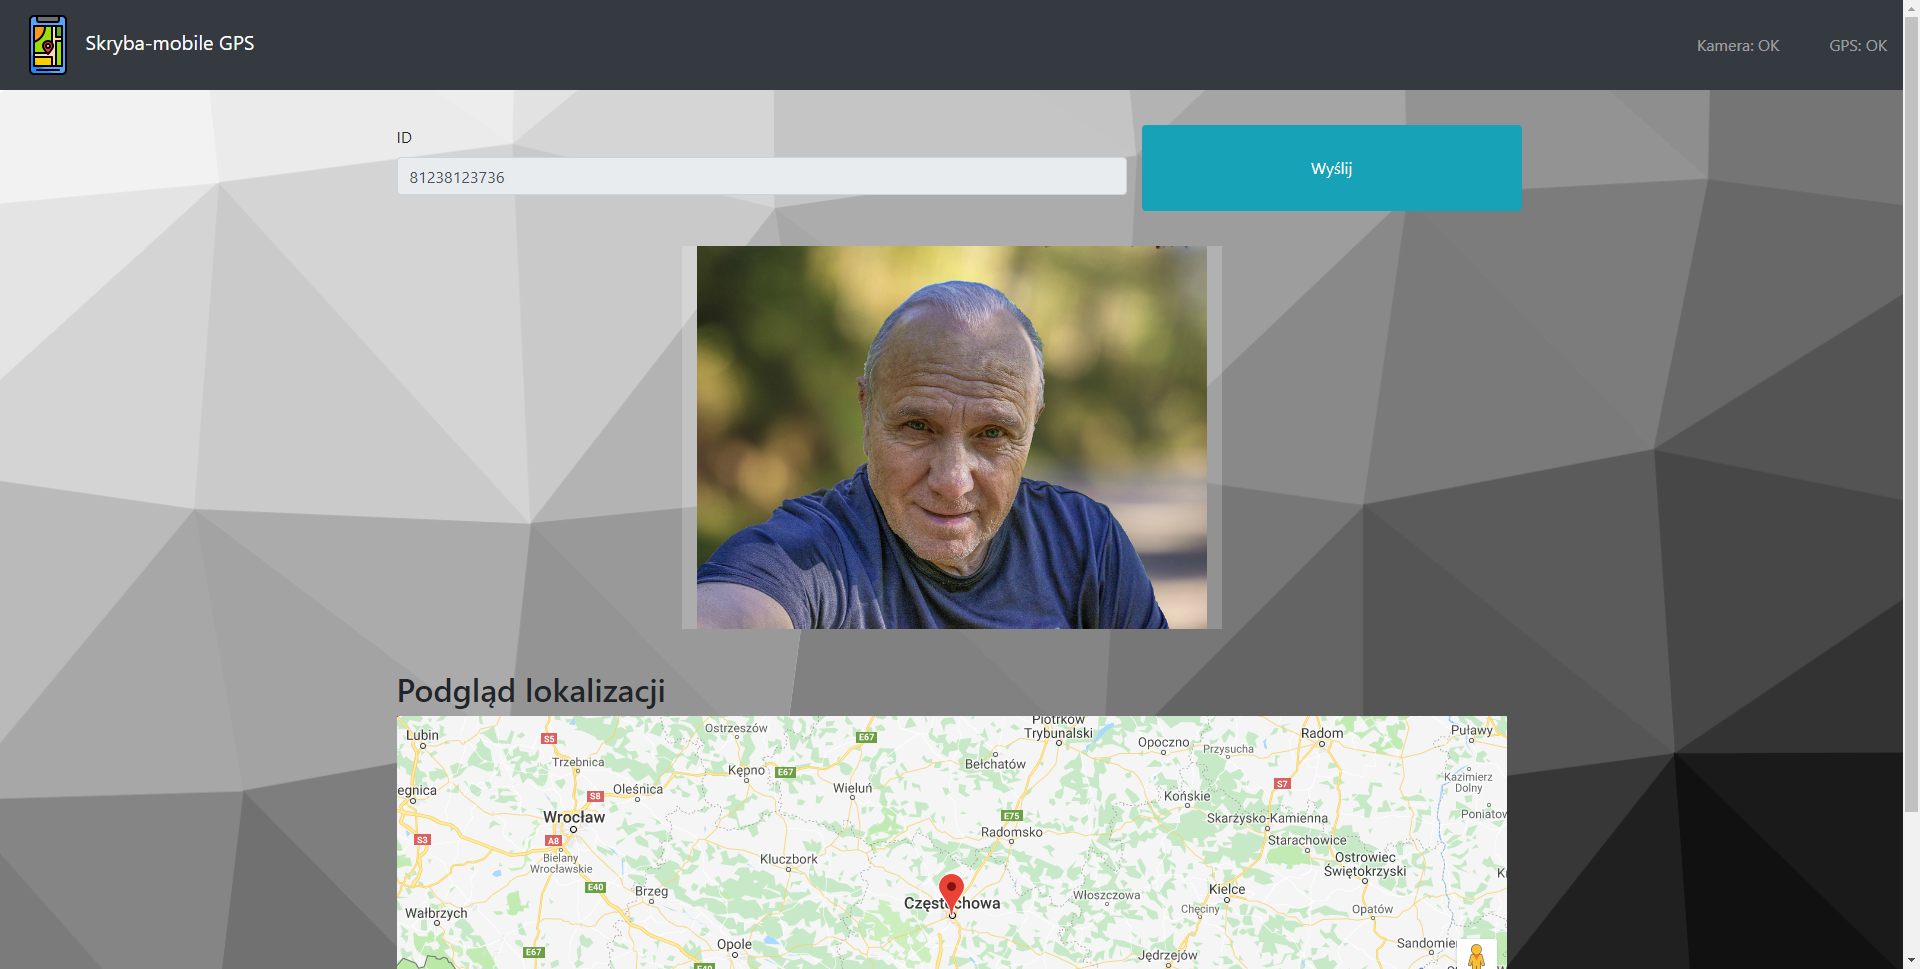 Skryba-mobile GPS
Kamera: OK
GPS: OK
ID
81238123736
Wyślij
Podgląd lokalizacji
Lubin
S5
Trzebnica
Ostrzeszów
E67
Piotrków
Trybunalski
Opoczno
Przysucha
Radom
Puławy
Kępno
E67
Bełchatów
Kazimierz
Dolny
S7
egnica
S8
Oleśnica
Wieluń
Końskie
Wrocław
E75
Skarżysko-Kamienna
Poniatow
S3
A8
Radomsko
Starachowice
Bielany
Wrocławskie
Kluczbork
Ostrowiec
Świętokrzyski
E40
Brzeg
Włoszczowa
Kielce
Wałbrzych
Częstochowa
Chęciny
Opatów
Opole
Sandomie
E67
Jędrzejów
E40